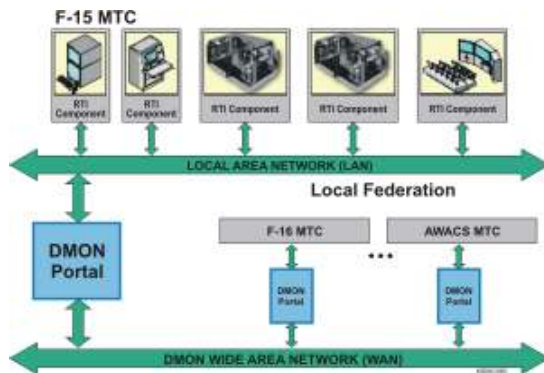 F-15 MTC
RTI
Component
RTI
Component
RTI Component
RTI Component
RTI Component
LOCAL AREA NETWORK (LAN)
Local Federation
DMON
Portal
F-16 MTC
AWACS MTC
DMON
Portal
DMON
Portal
DMON WIDE AREA NETWORK (WAN)